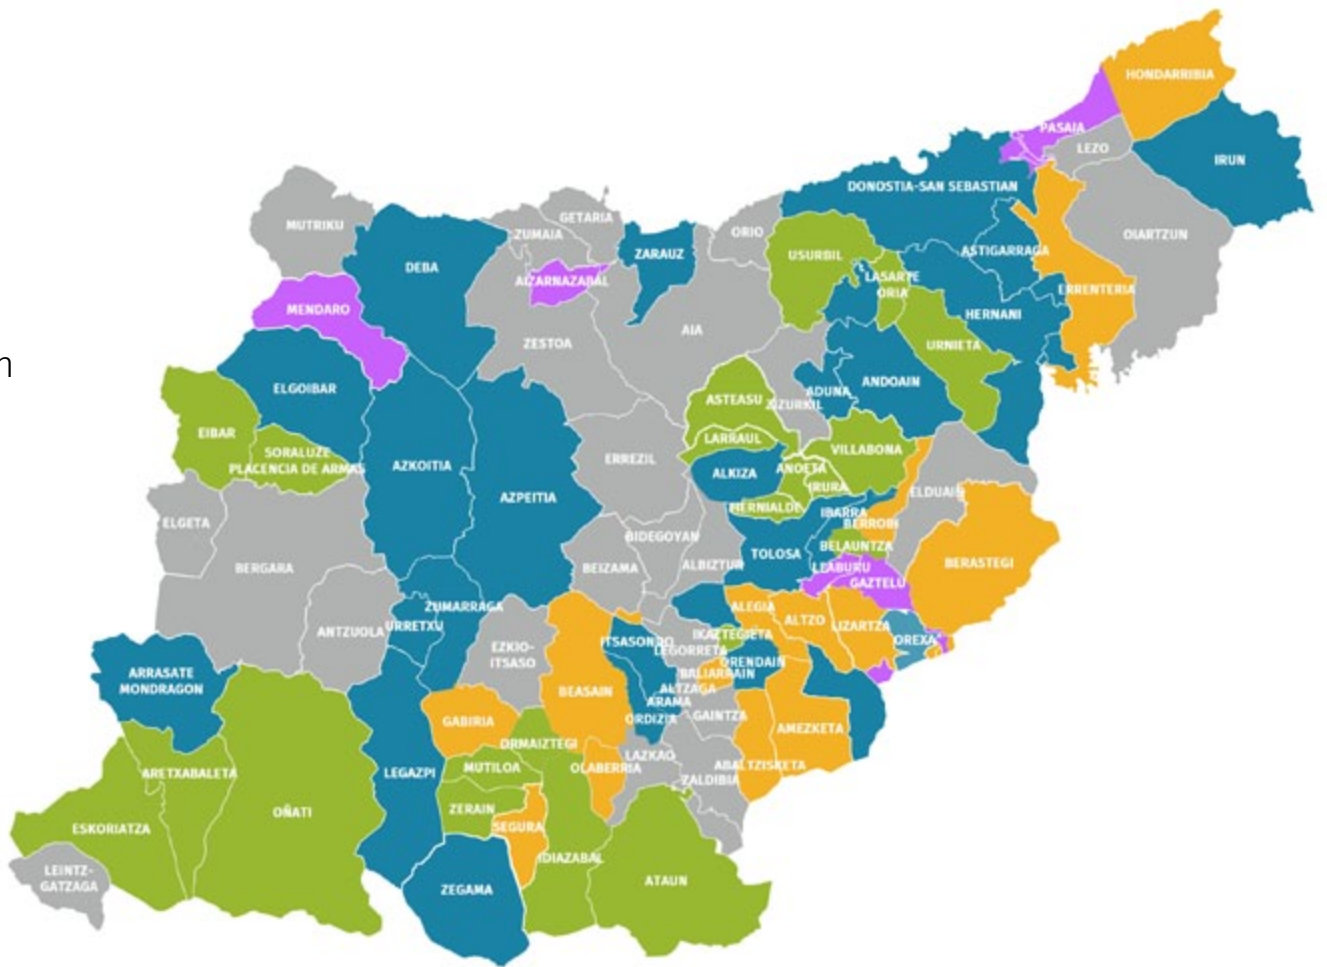 HONDARRIBIA
PASAIA
LEZO
IRUN
DONOSTIA-SAN SEBASTIAN
MUTRIKU
GETARIA
ZUMAIA
ORIO
OIARTZUN
ZARAUZ
USURBIL
ASTIGARRAGA
DEBA
AIZARNAZABAL
LASARTE
ORIA
ERRENTERIA
MENDARO
HERNANI
AIA
ZESTOA
URNIETA
n
ELGOIBAR
ANDOAIN
ADUNA
ASTEASU
ZIZURKIL
EIBAR
LARRAUL
SORALUZE
PLACENCIA DE ARMAS
VILLABONA
ERREZIL
AZKOITIA
ANOETA
ALKIZA
IRURA
ELDUAIN
AZPEITIA
HERNIALDE
IBARRA
ELGETA
BERROBI
BIDEGOYAN
BELAUNTZA
TOLOSA
BERGARA
BEIZAMA
ALBIZTUR
LEABURU
BERASTEGI
GAZTELU
ZUMARRAGA
ALEGIA
ALTZO
LIZARTZA
URRETXU
ANTZUOLA
IKAZTEGIETA
OREXA
ITSASONDO
LEGORRETA
EZKIO-
ITSASO
ORENDAIN
ARRASATE
MONDRAGON
BALIARRAIN
BEASAIN
ALTZAGA
ARAMA
GABIRIA
ORDIZIA
GAINTZA
AMEZKETA
ORMAIZTEGI
LAZKAO
MUTILOA
OLABERRIA
ABALTZISKETA
ARETXABALETA
LEGAZPI
ZALDIBIA
OÑATI
ZERAIN
ESKORIATZA
SEGURA
IDIAZABAL
LEINTZ-
GATZAGA
ZEGAMA
ATAUN